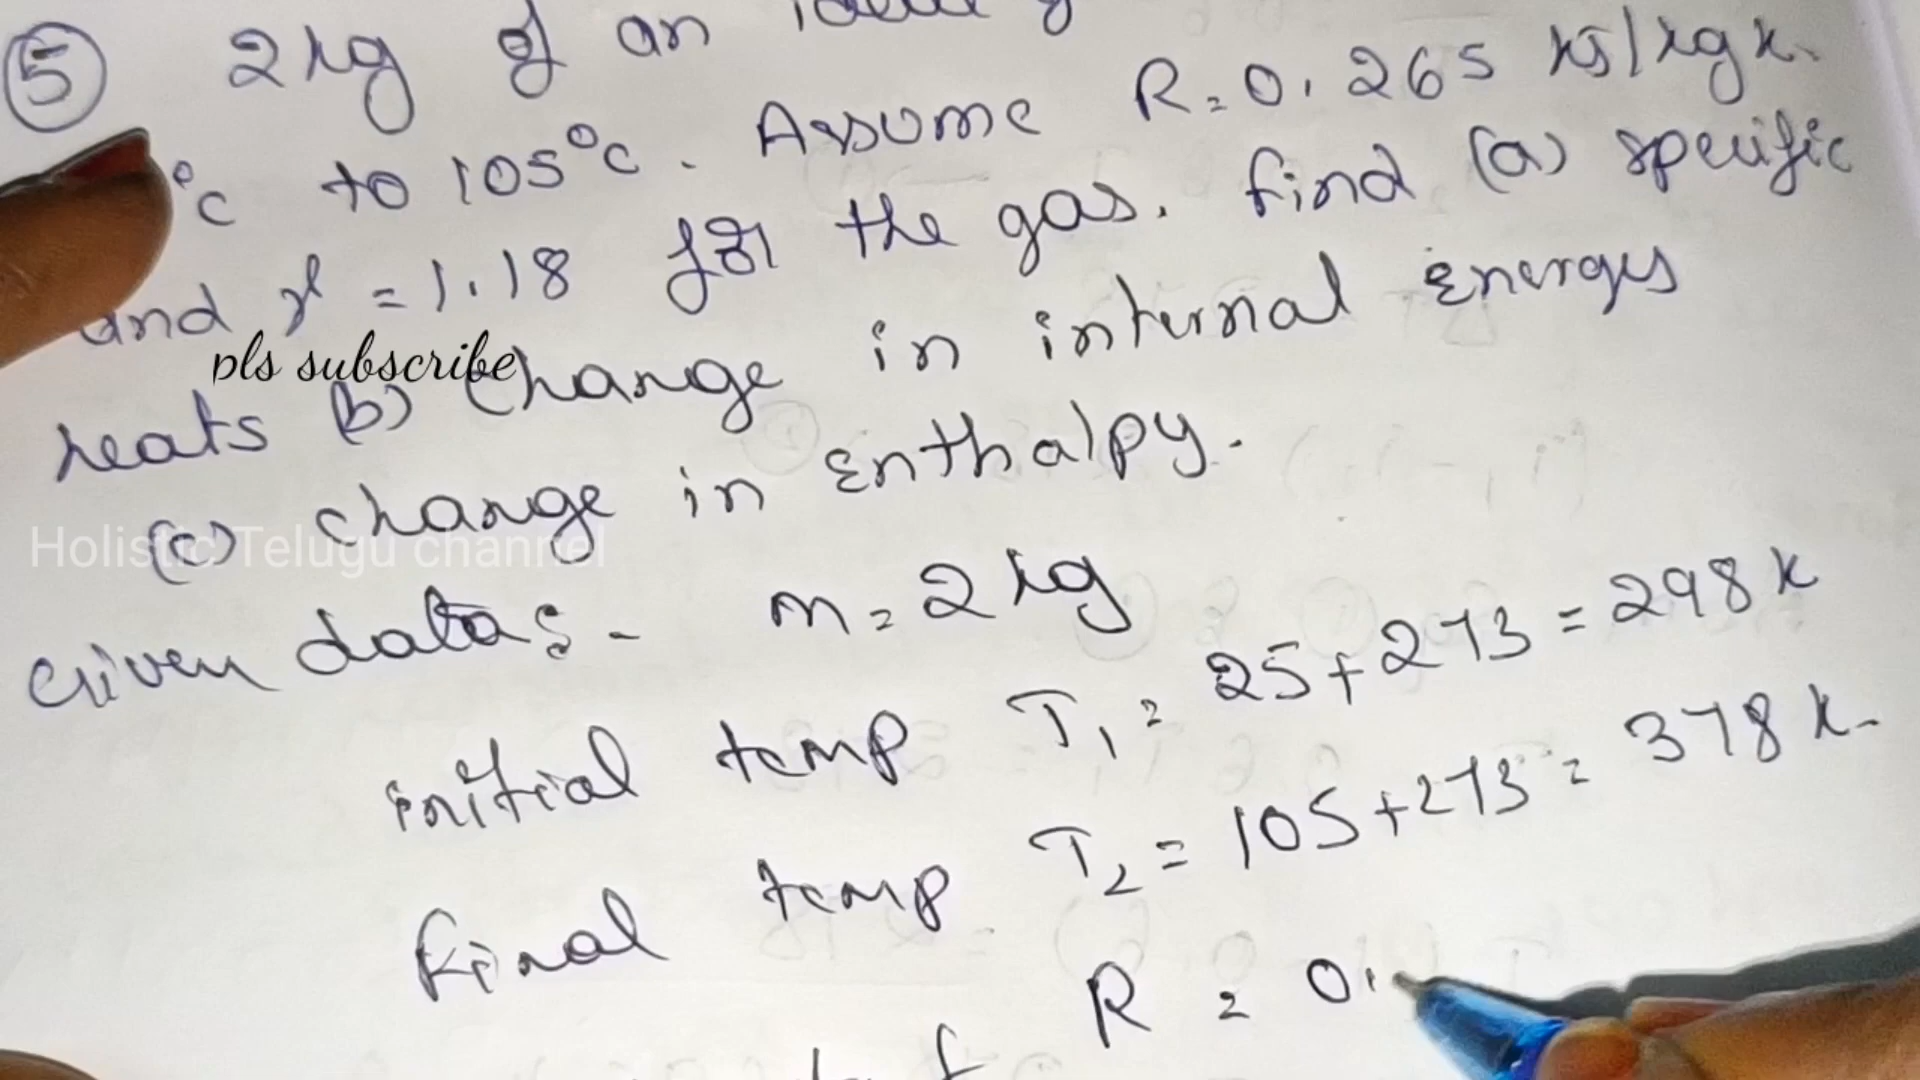 5 2kg of an ideal g
°c to 105°c. Assume R = 0.265 KJ/kg K.
and γ = 1.18 for the gas. find (a) specific
heats (b) change in internal energy
pls subscribe
(c) change in Enthalpy.
Holistic Telugu channel
Given data:- m = 2kg
initial temp T₁ = 25+273 = 298 K
final temp T₂ = 105+273 = 378 K.
R = 0.